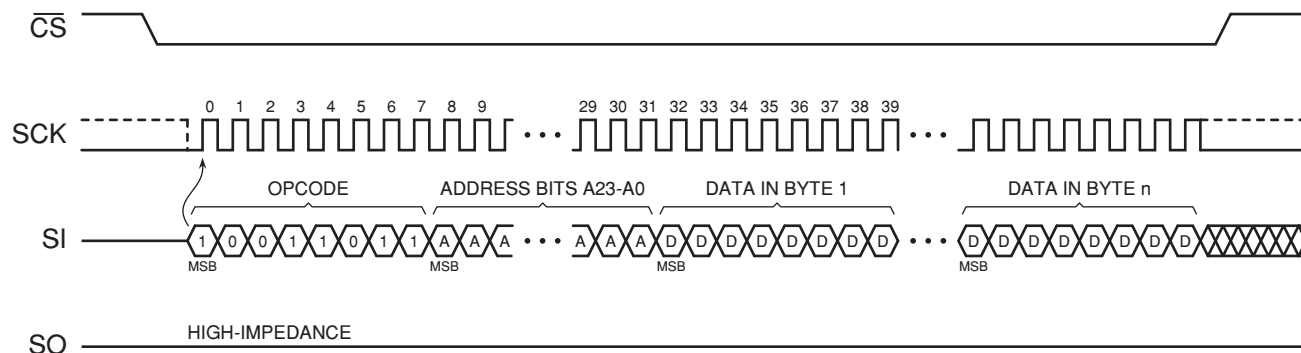 CS
0 1 2 3 4 5 6 7 8 9 29 30 31 32 33 34 35 36 37 38 39
SCK
OPCODE ADDRESS BITS A23-A0 DATA IN BYTE 1 DATA IN BYTE n
SI 1 0 0 1 1 0 1 1 A A A A A A D D D D D D D D D D D D D D D D
MSB MSB MSB MSB
HIGH-IMPEDANCE
SO